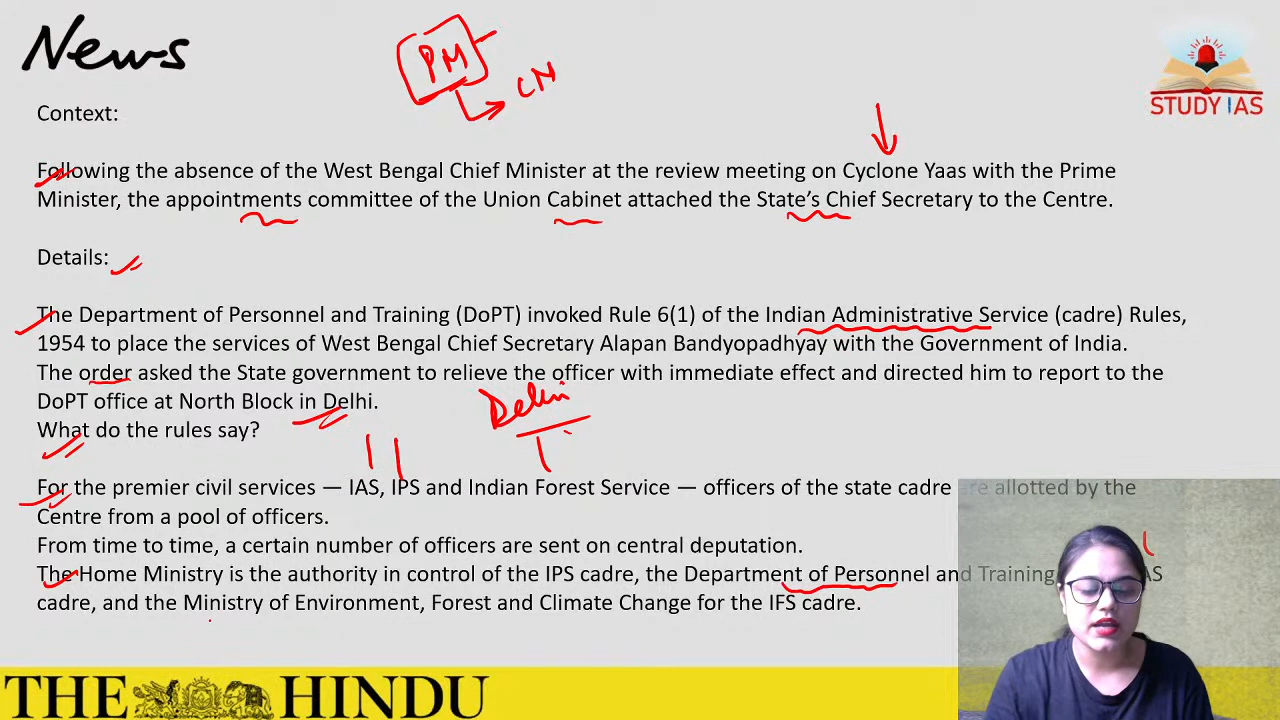 News
PM
CM
STUDY IAS
Context:
Following the absence of the West Bengal Chief Minister at the review meeting on Cyclone Yaas with the Prime
Minister, the appointments committee of the Union Cabinet attached the State’s Chief Secretary to the Centre.
Details:
The Department of Personnel and Training (DoPT) invoked Rule 6(1) of the Indian Administrative Service (cadre) Rules,
1954 to place the services of West Bengal Chief Secretary Alapan Bandyopadhyay with the Government of India.
The order asked the State government to relieve the officer with immediate effect and directed him to report to the
DoPT office at North Block in Delhi.
Delhi
What do the rules say?
For the premier civil services — IAS, IPS and Indian Forest Service — officers of the state cadre are allotted by the
Centre from a pool of officers.
From time to time, a certain number of officers are sent on central deputation.
The Home Ministry is the authority in control of the IPS cadre, the Department of Personnel and Training AS
cadre, and the Ministry of Environment, Forest and Climate Change for the IFS cadre.
THE HINDU